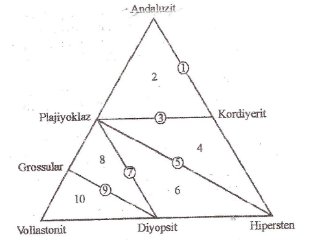 Andaluzit
①
2
Plajiyoklaz ③ Kordiyerit
4
8
⑤
Grossular ⑦
6
⑨
10
Vollastonit Diyopsit Hipersten